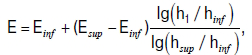 E = E_inf + (E_sup − E_inf) lg(h_1 / h_inf) / lg(h_sup / h_inf),